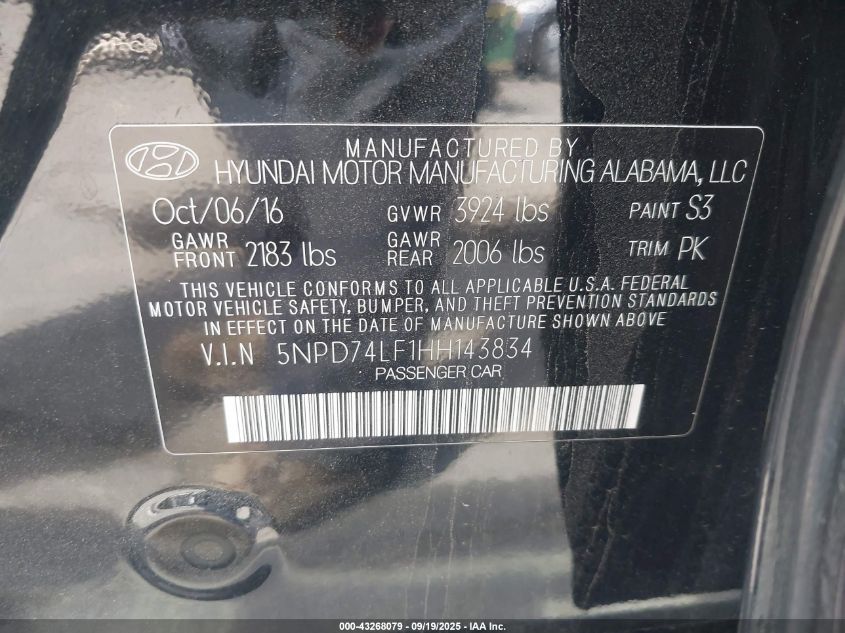 MANUFACTURED BY
HYUNDAI MOTOR MANUFACTURING ALABAMA, LLC
Oct/06/16 GVWR 3924 lbs PAINT S3
GAWR FRONT 2183 lbs GAWR REAR 2006 lbs TRIM PK
THIS VEHICLE CONFORMS TO ALL APPLICABLE U.S.A. FEDERAL
MOTOR VEHICLE SAFETY, BUMPER, AND THEFT PREVENTION STANDARDS
IN EFFECT ON THE DATE OF MANUFACTURE SHOWN ABOVE
V.I.N 5NPD74LF1HH143834
PASSENGER CAR
000-43268079 - 09/19/2025 - IAA Inc.